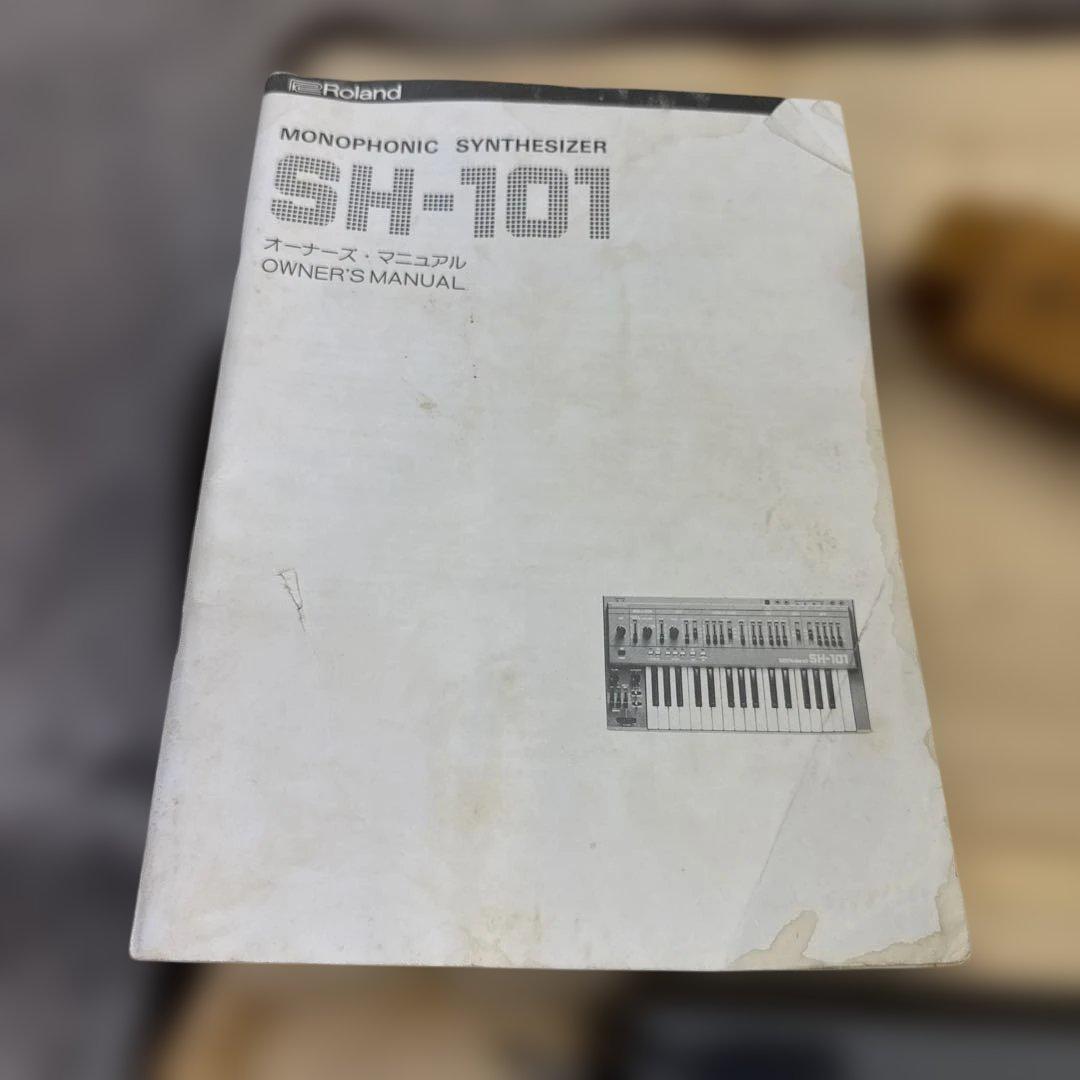 Roland
MONOPHONIC SYNTHESIZER
SH-101
オーナーズ・マニュアル
OWNER'S MANUAL
SH-101